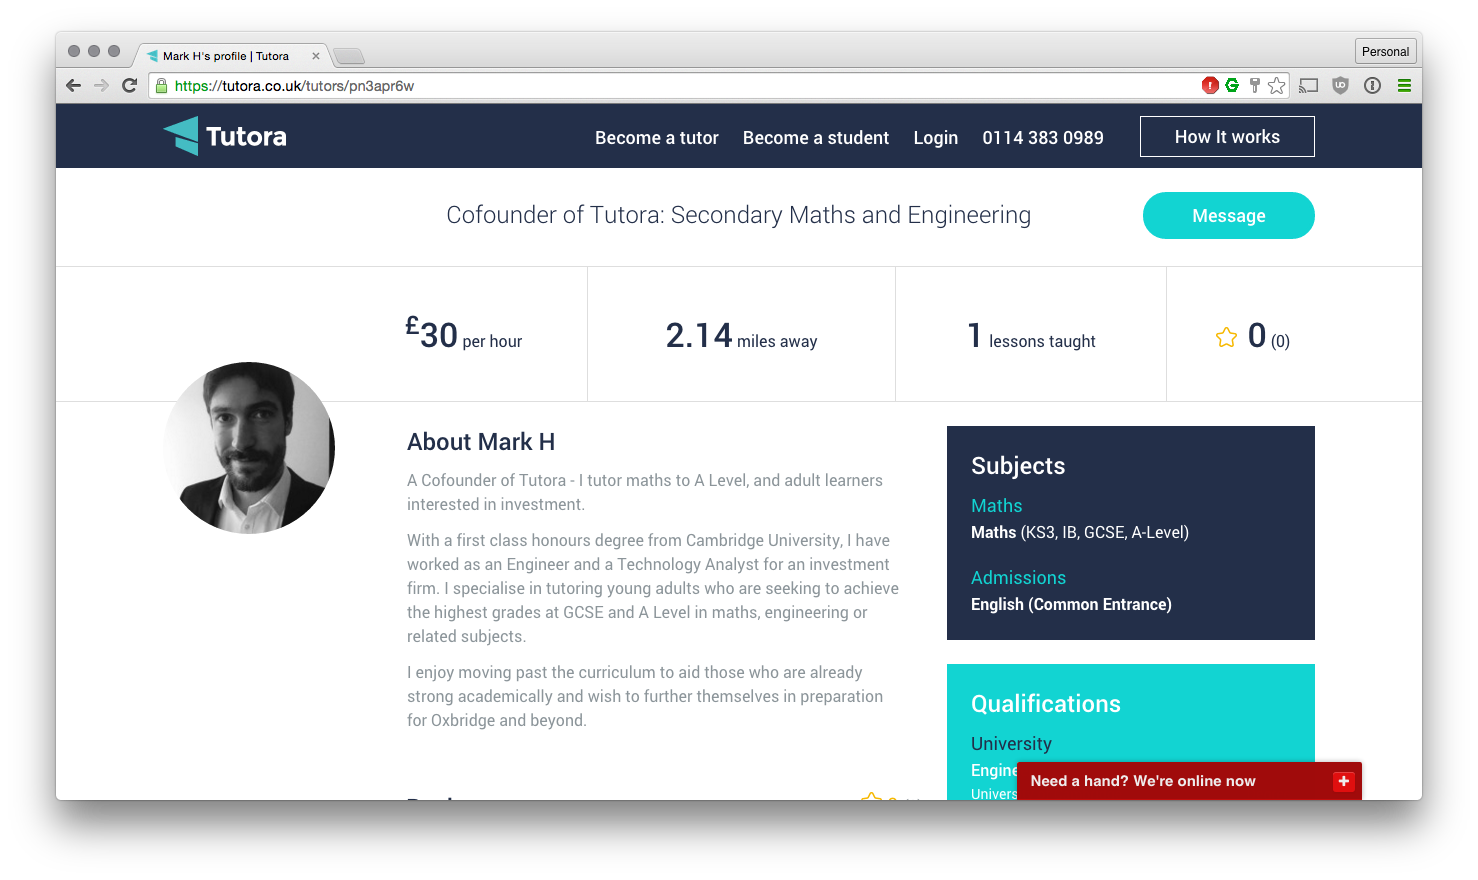 Mark H's profile | Tutora
Personal
https://tutora.co.uk/tutors/pn3apr6w
Tutora
Become a tutor
Become a student
Login
0114 383 0989
How It works
Cofounder of Tutora: Secondary Maths and Engineering
Message
£30 per hour
2.14 miles away
1 lessons taught
0 (0)
About Mark H
A Cofounder of Tutora - I tutor maths to A Level, and adult learners
interested in investment.
With a first class honours degree from Cambridge University, I have
worked as an Engineer and a Technology Analyst for an investment
firm. I specialise in tutoring young adults who are seeking to achieve
the highest grades at GCSE and A Level in maths, engineering or
related subjects.
I enjoy moving past the curriculum to aid those who are already
strong academically and wish to further themselves in preparation
for Oxbridge and beyond.
Subjects
Maths
Maths (KS3, IB, GCSE, A-Level)
Admissions
English (Common Entrance)
Qualifications
University
Engine
Univers
Need a hand? We're online now